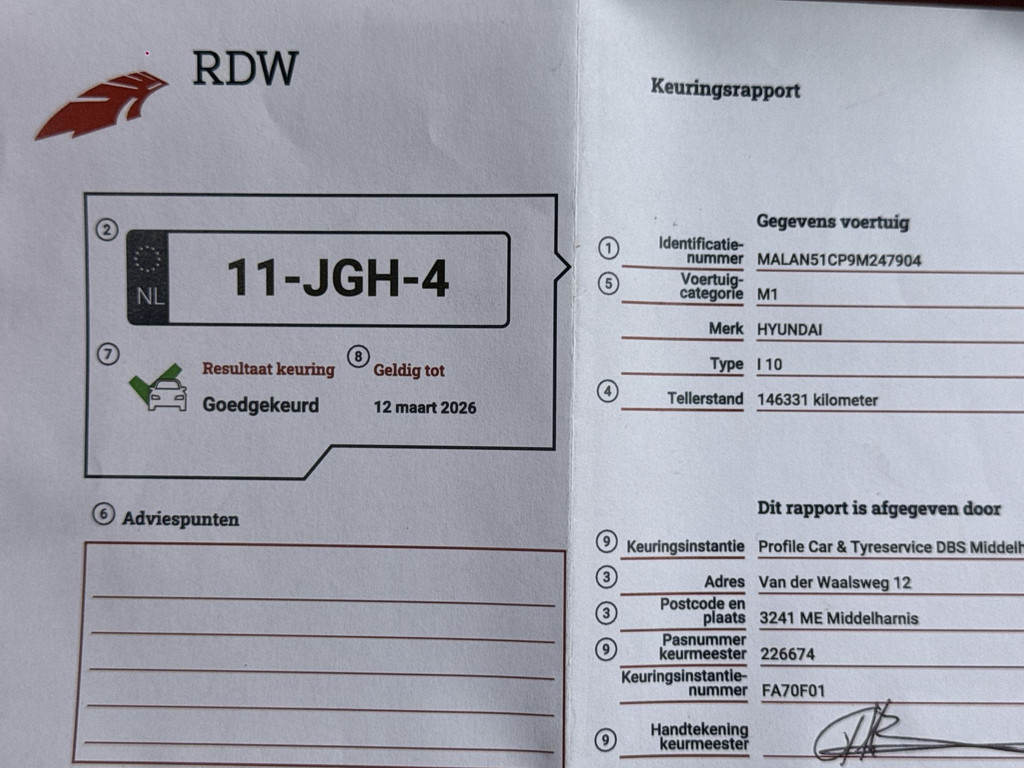 RDW
② 
NL
11-JGH-4
⑦
Resultaat keuring
Goedgekeurd
⑧
Geldig tot
12 maart 2026
⑥ Adviespunten
Keuringsrapport
Gegevens voertuig
① Identificatie-
nummer MALAN51CP9M247904
⑤ Voertuig-
categorie M1
Merk HYUNDAI
Type I 10
④ Tellerstand 146331 kilometer
Dit rapport is afgegeven door
⑨ Keuringsinstantie Profile Car & Tyreservice DBS Middelh
③ Adres Van der Waalsweg 12
③ Postcode en
plaats 3241 ME Middelharnis
⑨ Pasnummer
keurmeester 226674
Keuringsinstantie-
nummer FA70F01
⑨ Handtekening
keurmeester